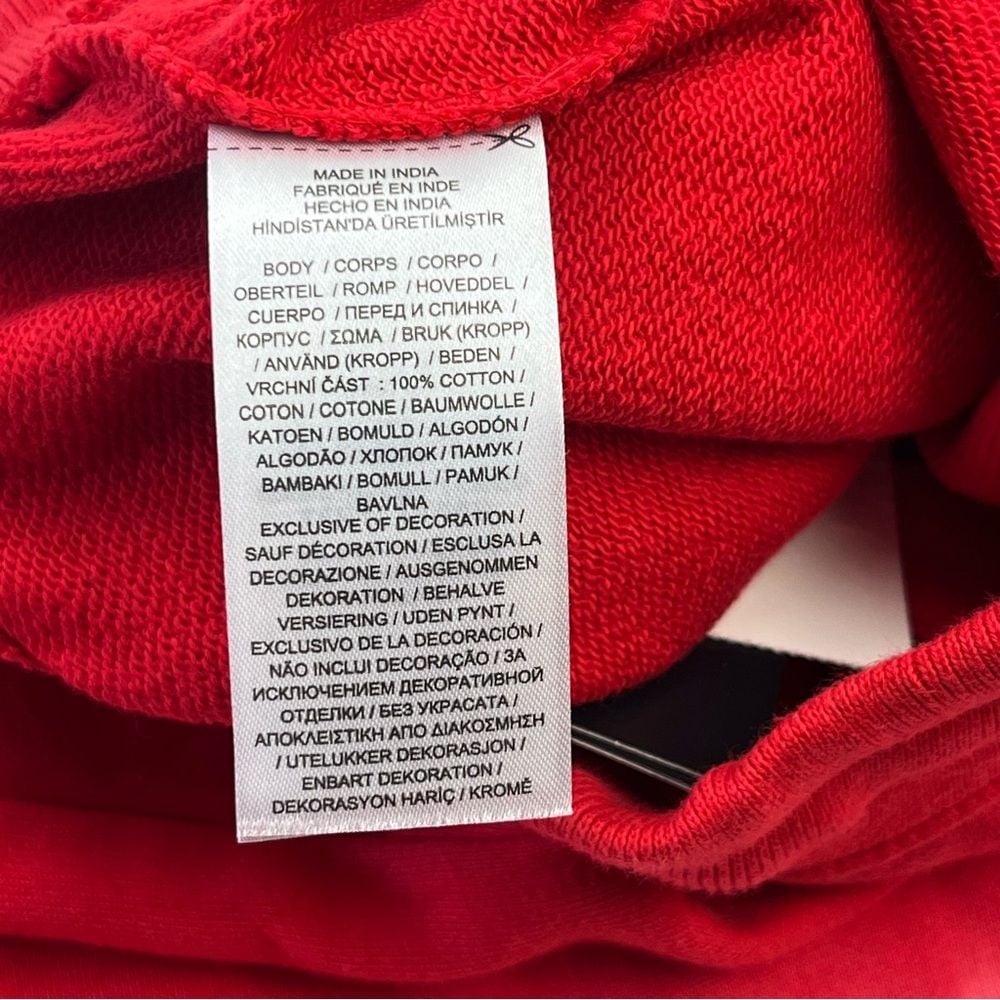 MADE IN INDIA
FABRIQUÉ EN INDE
HECHO EN INDIA
HİNDİSTAN'DA ÜRETİLMİŞTİR
BODY / CORPS / CORPO /
OBERTEIL / ROMP / HOVEDDEL /
CUERPO / ПЕРЕД И СПИНКА /
КОРПУС / ΣΩΜΑ / BRUK (KROPP)
/ ANVÄND (KROPP) / BEDEN /
VRCHNÍ ČÁST : 100% COTTON /
COTON / COTONE / BAUMWOLLE /
KATOEN / BOMULD / ALGODÓN /
ALGODÃO / ХЛОПОК / ПАМУК /
BAMBAKI / BOMULL / PAMUK /
BAVLNA
EXCLUSIVE OF DECORATION /
SAUF DÉCORATION / ESCLUSA LA
DECORAZIONE / AUSGENOMMEN
DEKORATION / BEHALVE
VERSIERING / UDEN PYNT /
EXCLUSIVO DE LA DECORACIÓN /
NÃO INCLUI DECORAÇÃO / ЗА
ИСКЛЮЧЕНИЕМ ДЕКОРАТИВНОЙ
ОТДЕЛКИ / БЕЗ УКРАСАТА /
ΑΠΟΚΛΕΙΣΤΙΚΗ ΑΠΟ ΔΙΑΚΟΣΜΗΣΗ
/ UTELUKKER DEKORASJON /
ENBART DEKORATION /
DEKORASYON HARİÇ / KROMĚ